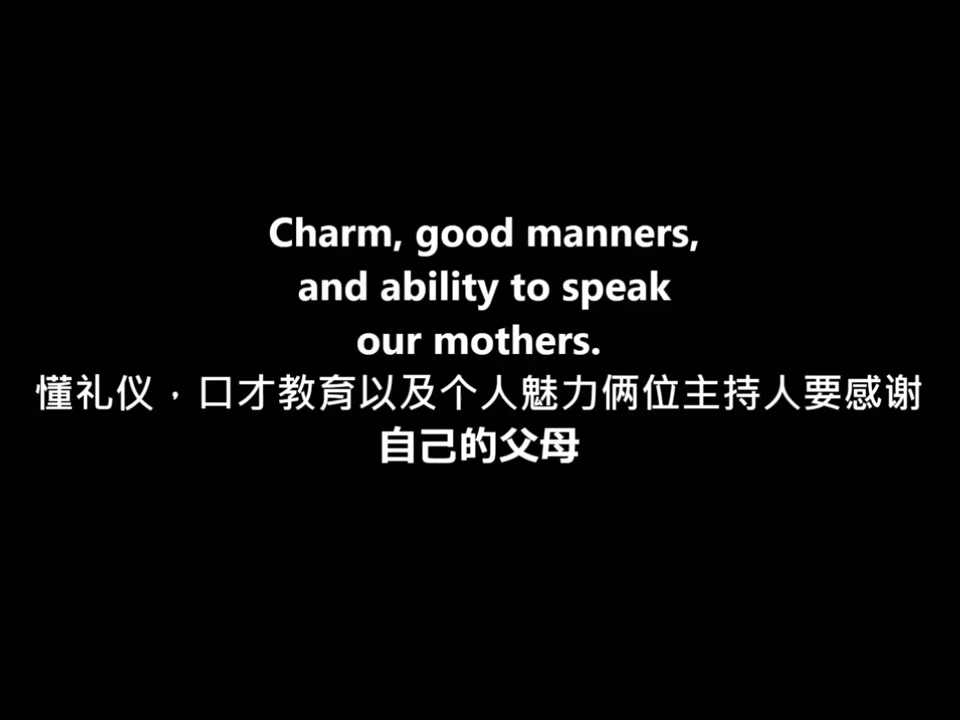 Charm, good manners,
and ability to speak
our mothers.
懂礼仪，口才教育以及个人魅力俩位主持人要感谢
自己的父母